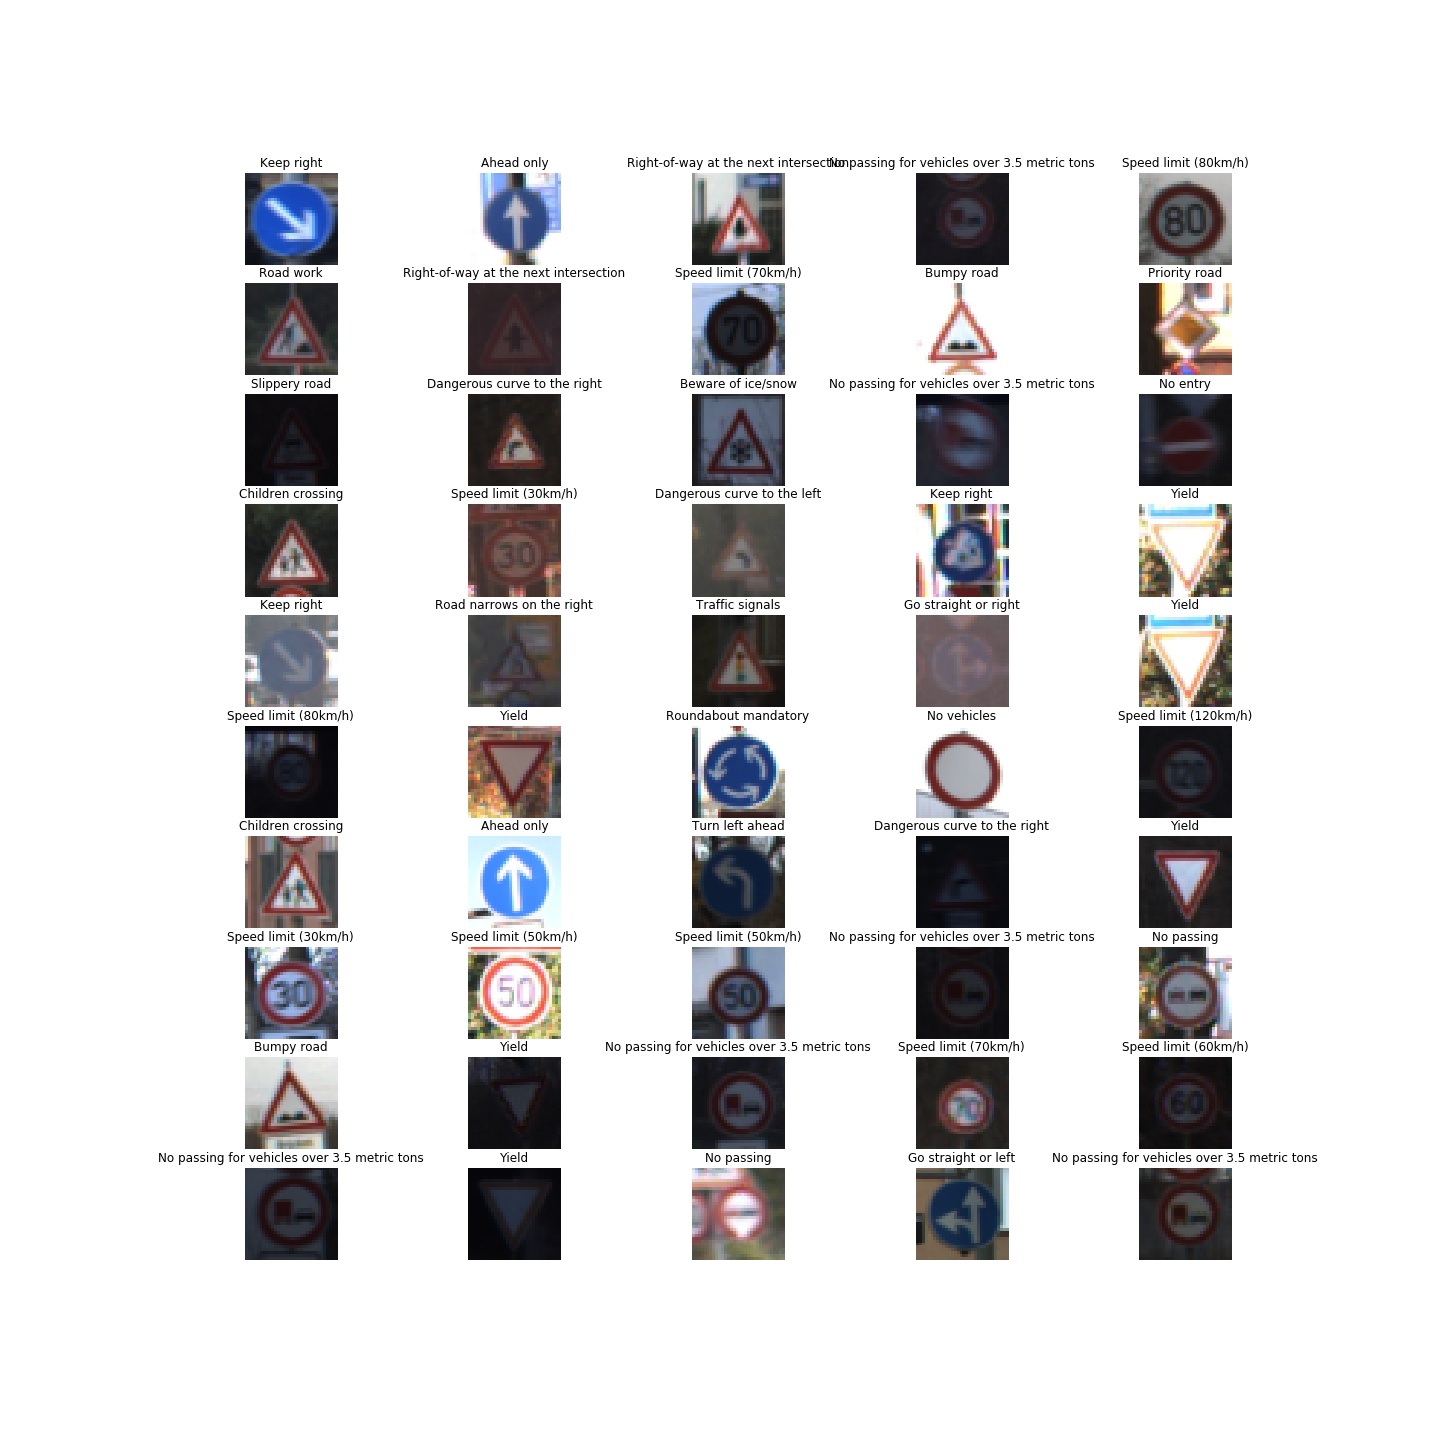 Keep right
Ahead only
Right-of-way at the next intersection
No passing for vehicles over 3.5 metric tons
Speed limit (80km/h)
80
Road work
Right-of-way at the next intersection
Speed limit (70km/h)
Bumpy road
Priority road
70
Slippery road
Dangerous curve to the right
Beware of ice/snow
No passing for vehicles over 3.5 metric tons
No entry
Children crossing
Speed limit (30km/h)
Dangerous curve to the left
Keep right
Yield
30
Keep right
Road narrows on the right
Traffic signals
Go straight or right
Yield
Speed limit (80km/h)
Yield
Roundabout mandatory
No vehicles
Speed limit (120km/h)
80
120
Children crossing
Ahead only
Turn left ahead
Dangerous curve to the right
Yield
Speed limit (30km/h)
Speed limit (50km/h)
Speed limit (50km/h)
No passing for vehicles over 3.5 metric tons
No passing
30
50
50
Bumpy road
Yield
No passing for vehicles over 3.5 metric tons
Speed limit (70km/h)
Speed limit (60km/h)
70
60
No passing for vehicles over 3.5 metric tons
Yield
No passing
Go straight or left
No passing for vehicles over 3.5 metric tons